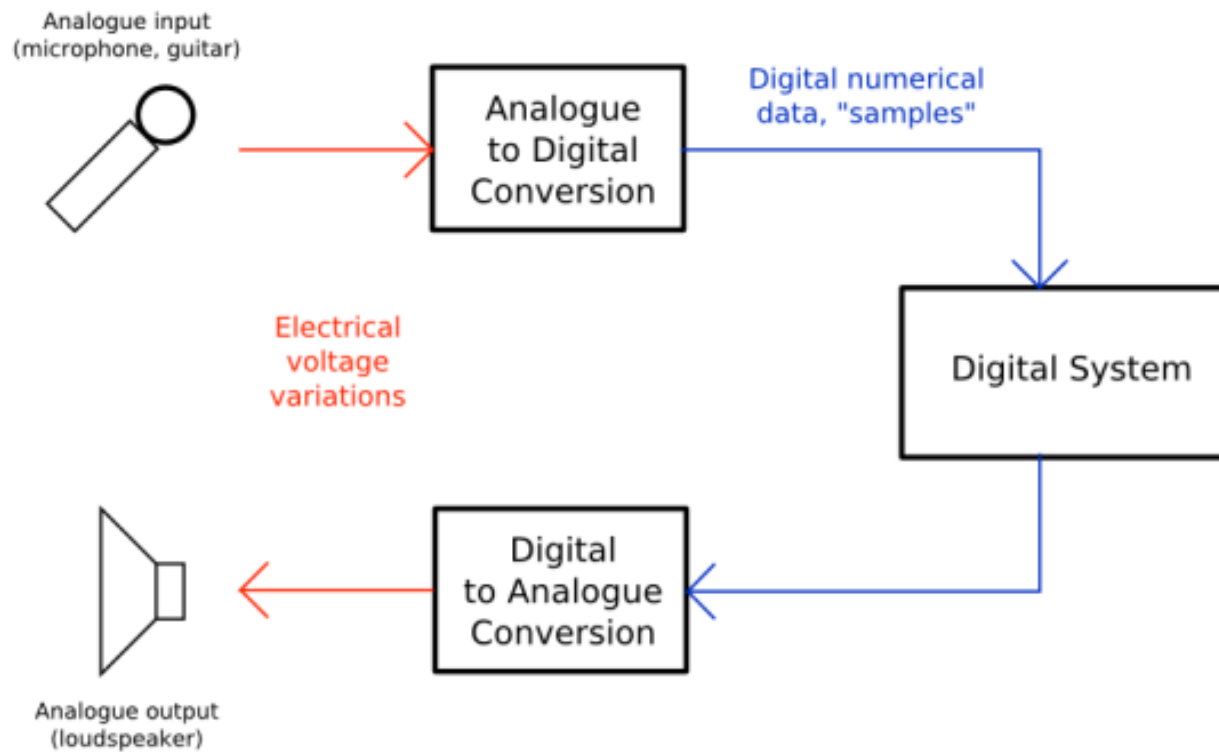 Analogue input
(microphone, guitar)
Analogue
to Digital
Conversion
Digital numerical
data, "samples"
Electrical
voltage
variations
Digital System
Digital
to Analogue
Conversion
Analogue output
(loudspeaker)